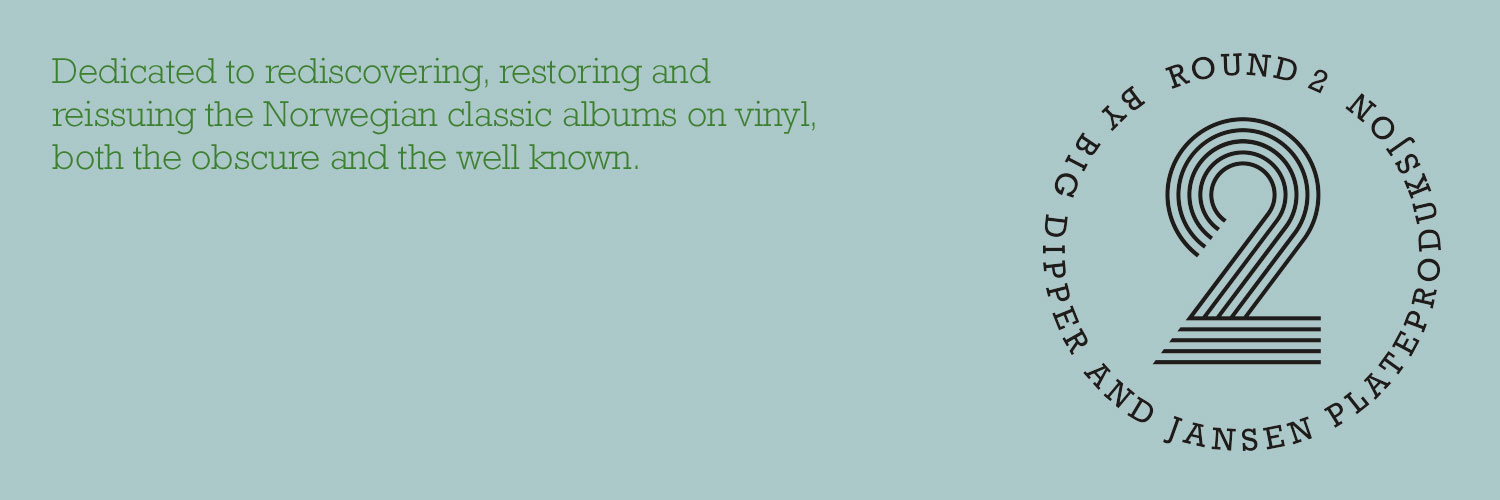 Dedicated to rediscovering, restoring and
reissuing the Norwegian classic albums on vinyl,
both the obscure and the well known.
ROUND 2
BY BIG DIPPER AND JANSEN PLATEPRODUKSJON
2